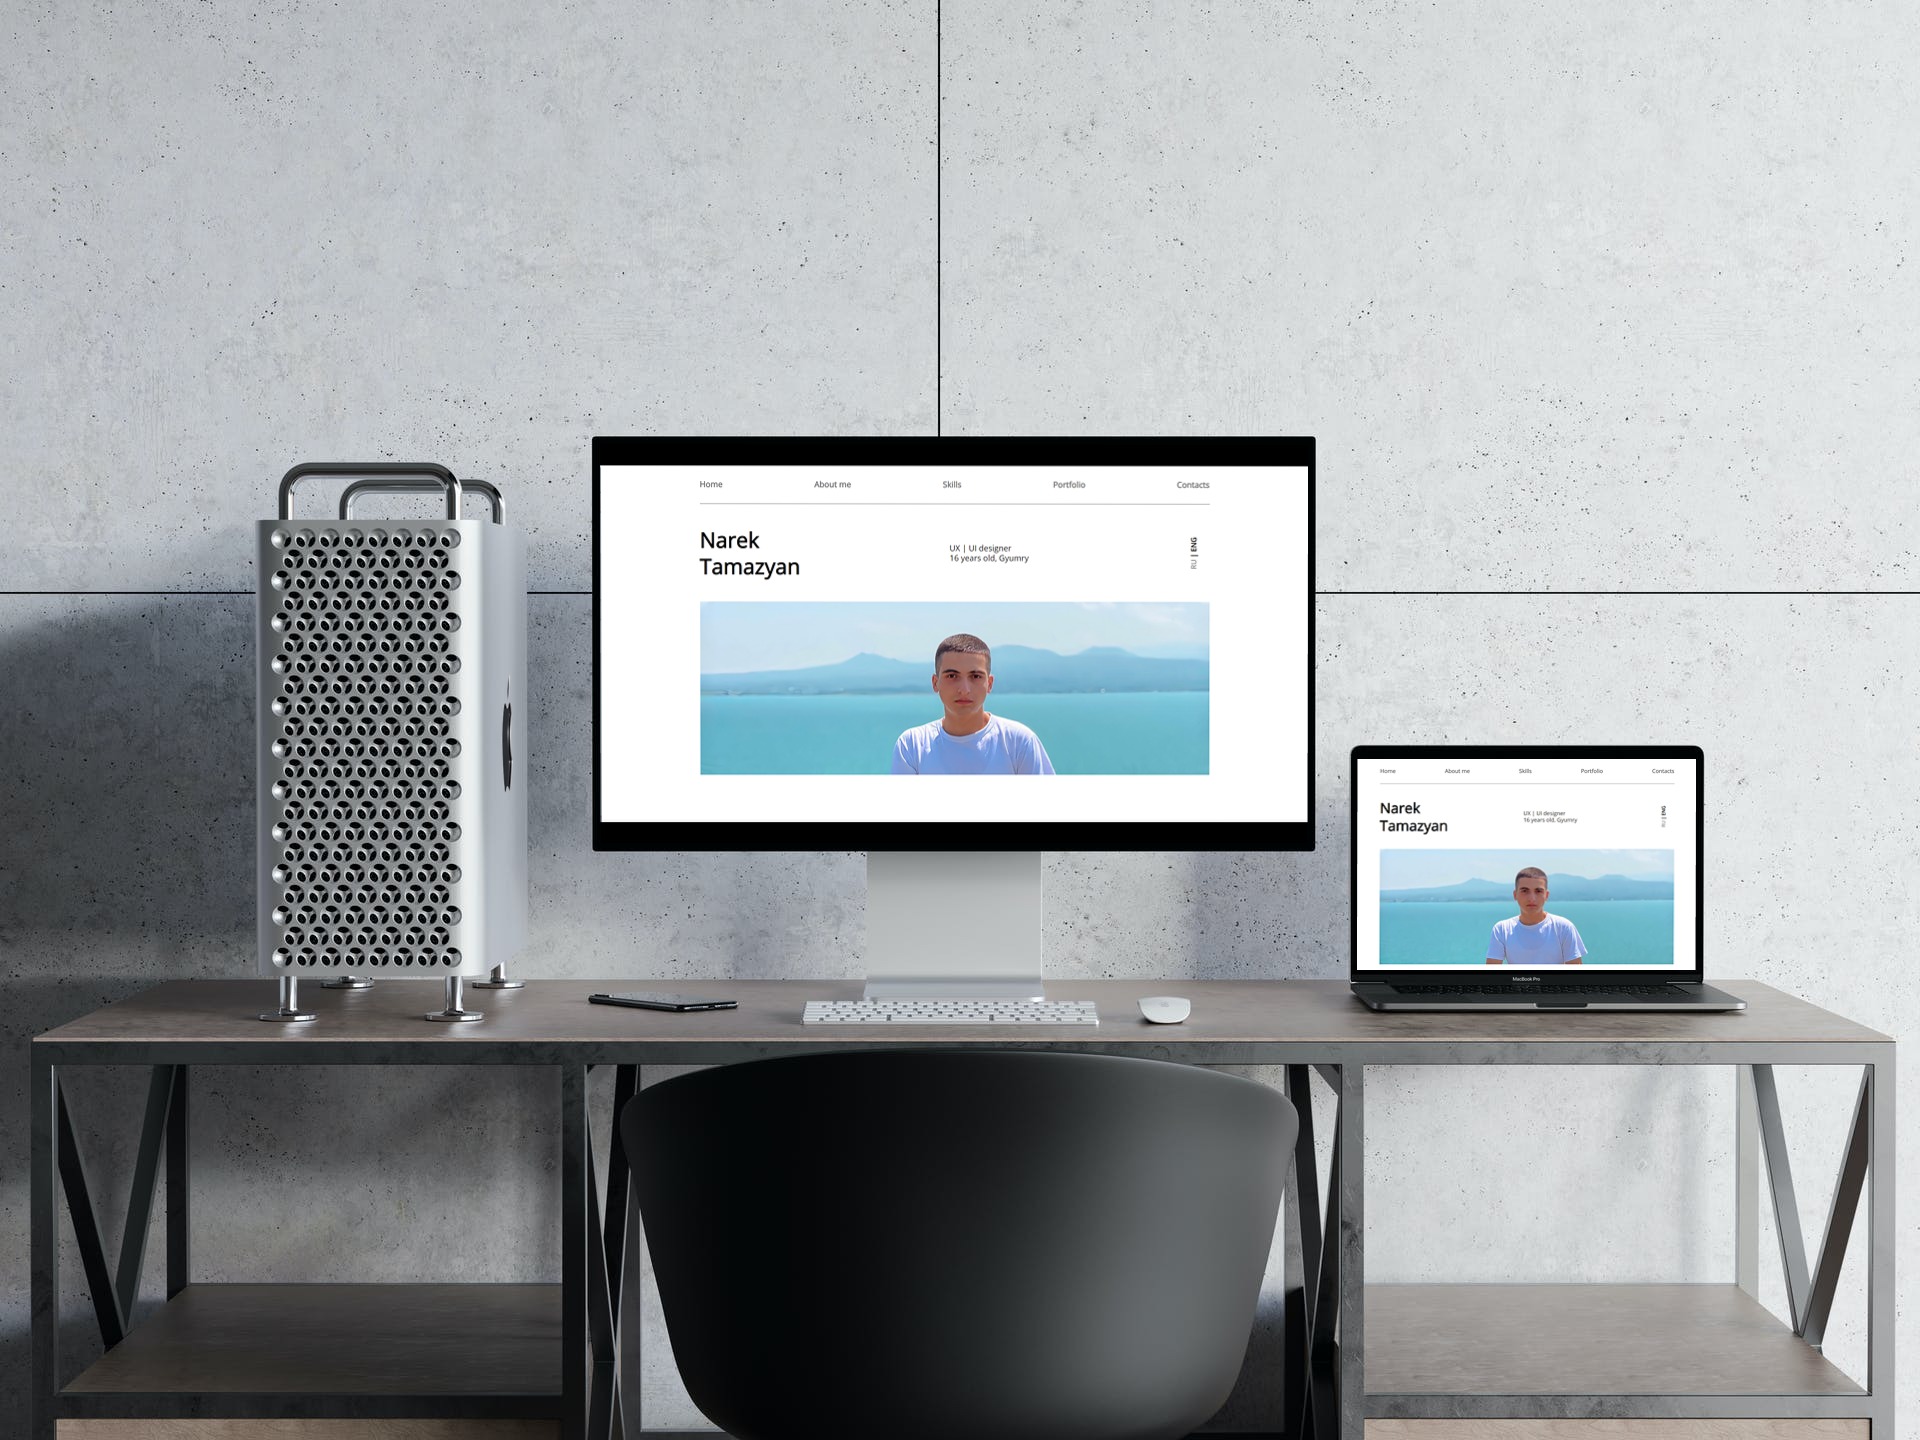 Home About me Skills Portfolio Contacts
Narek
Tamazyan
UX | UI designer
16 years old, Gyumry
RU | ENG
Home About me Skills Portfolio Contacts
Narek
Tamazyan
UX | UI designer
16 years old, Gyumry
RU | ENG
MacBook Pro